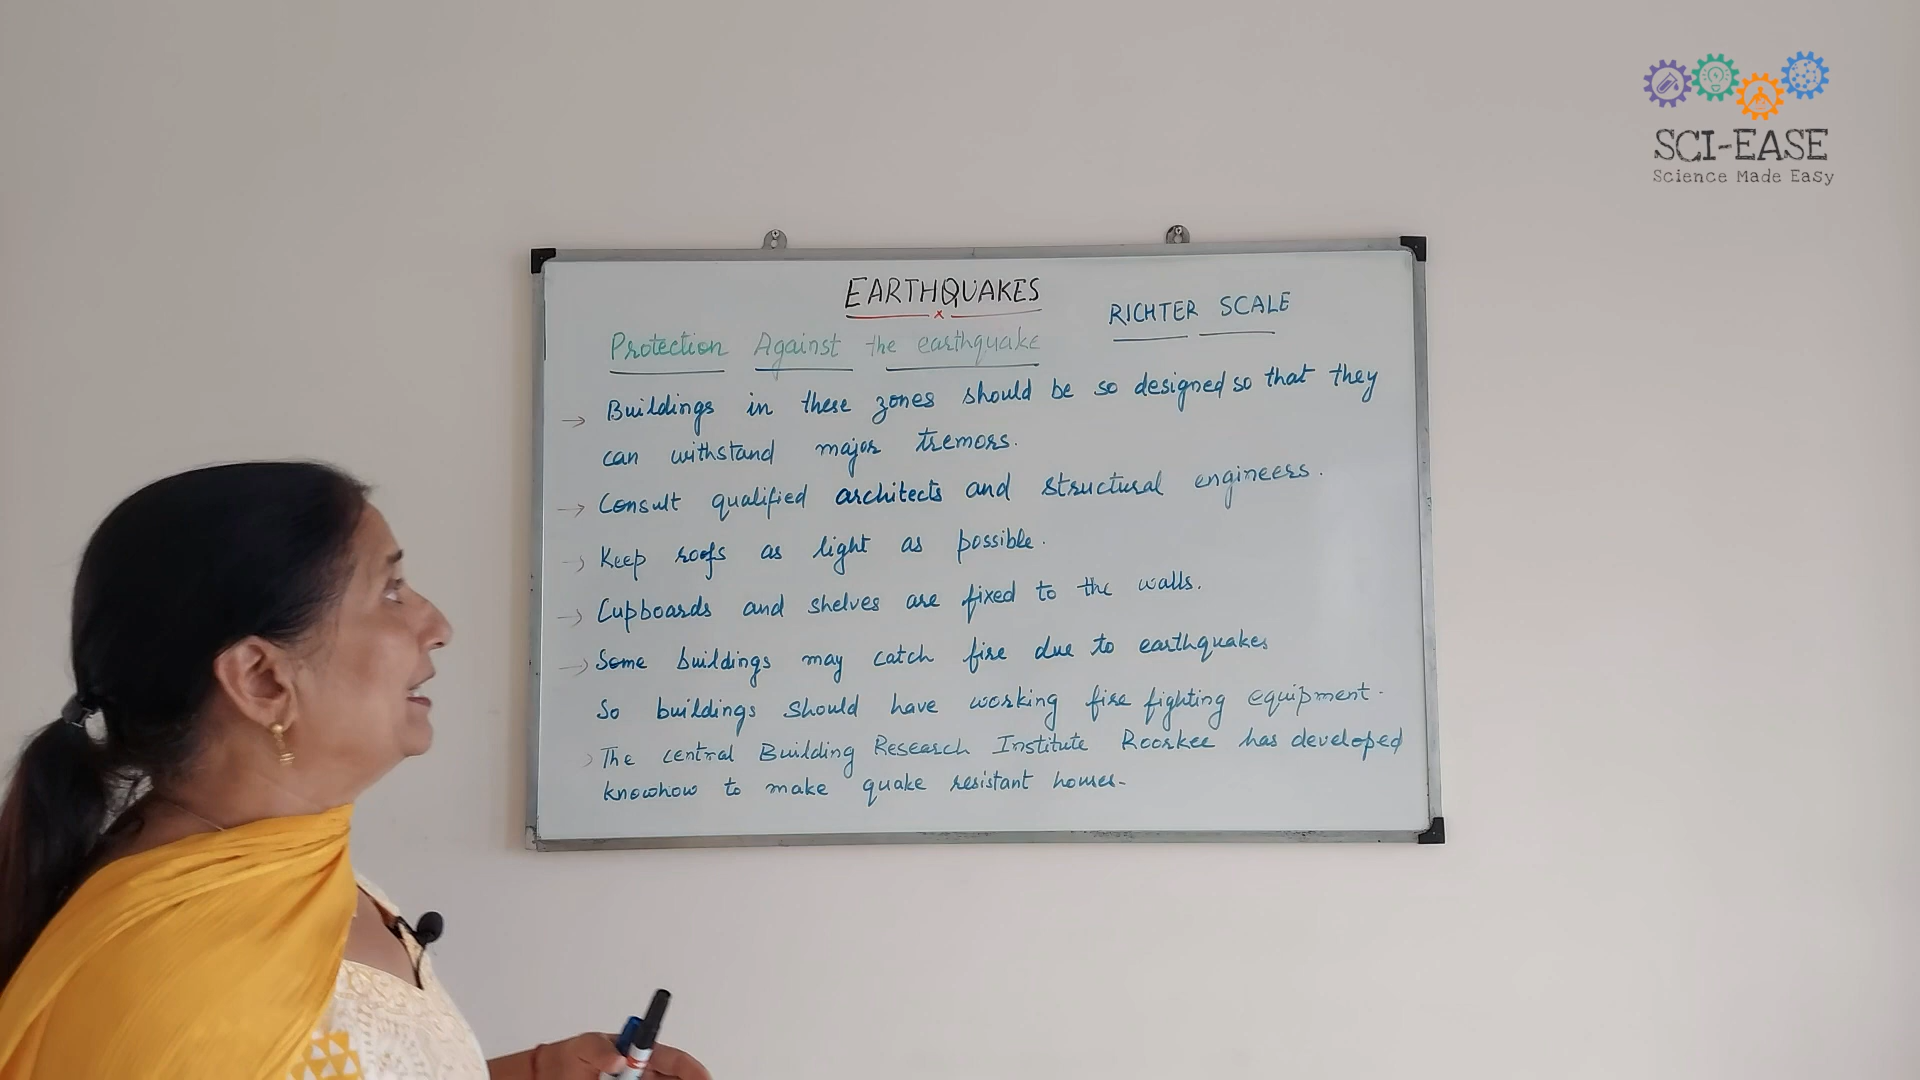 SCI-EASE
Science Made Easy
EARTHQUAKES
RICHTER SCALE
Protection Against the earthquake
→ Buildings in these zones should be so designed so that they
can withstand major tremors.
→ Consult qualified architects and structural engineers.
→ Keep roofs as light as possible.
→ Cupboards and shelves are fixed to the walls.
→ Some buildings may catch fire due to earthquakes
So buildings should have working fire fighting equipment.
→ The central Building Research Institute Roorkee has developed
knowhow to make quake resistant houses.